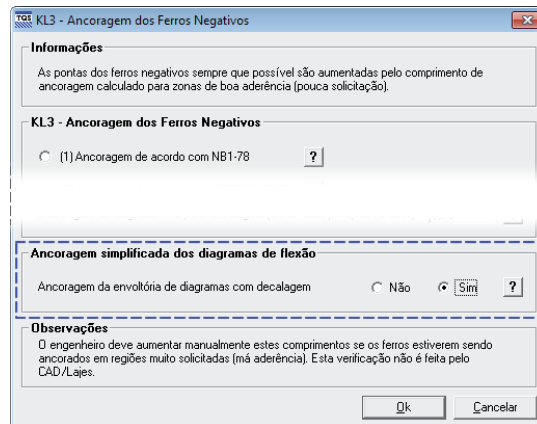 TQS KL3 - Ancoragem dos Ferros Negativos
Informações
As pontas dos ferros negativos sempre que possível são aumentadas pelo comprimento de
ancoragem calculado para zonas de boa aderência (pouca solicitação).
KL3 - Ancoragem dos Ferros Negativos
(1) Ancoragem de acordo com NB1-78 ?
Ancoragem simplificada dos diagramas de flexão
Ancoragem da envoltória de diagramas com decalagem Não Sim ?
Observações
O engenheiro deve aumentar manualmente estes comprimentos se os ferros estiverem sendo
ancorados em regiões muito solicitadas (má aderência). Esta verificação não é feita pelo
CAD/Lajes.
Ok Cancelar